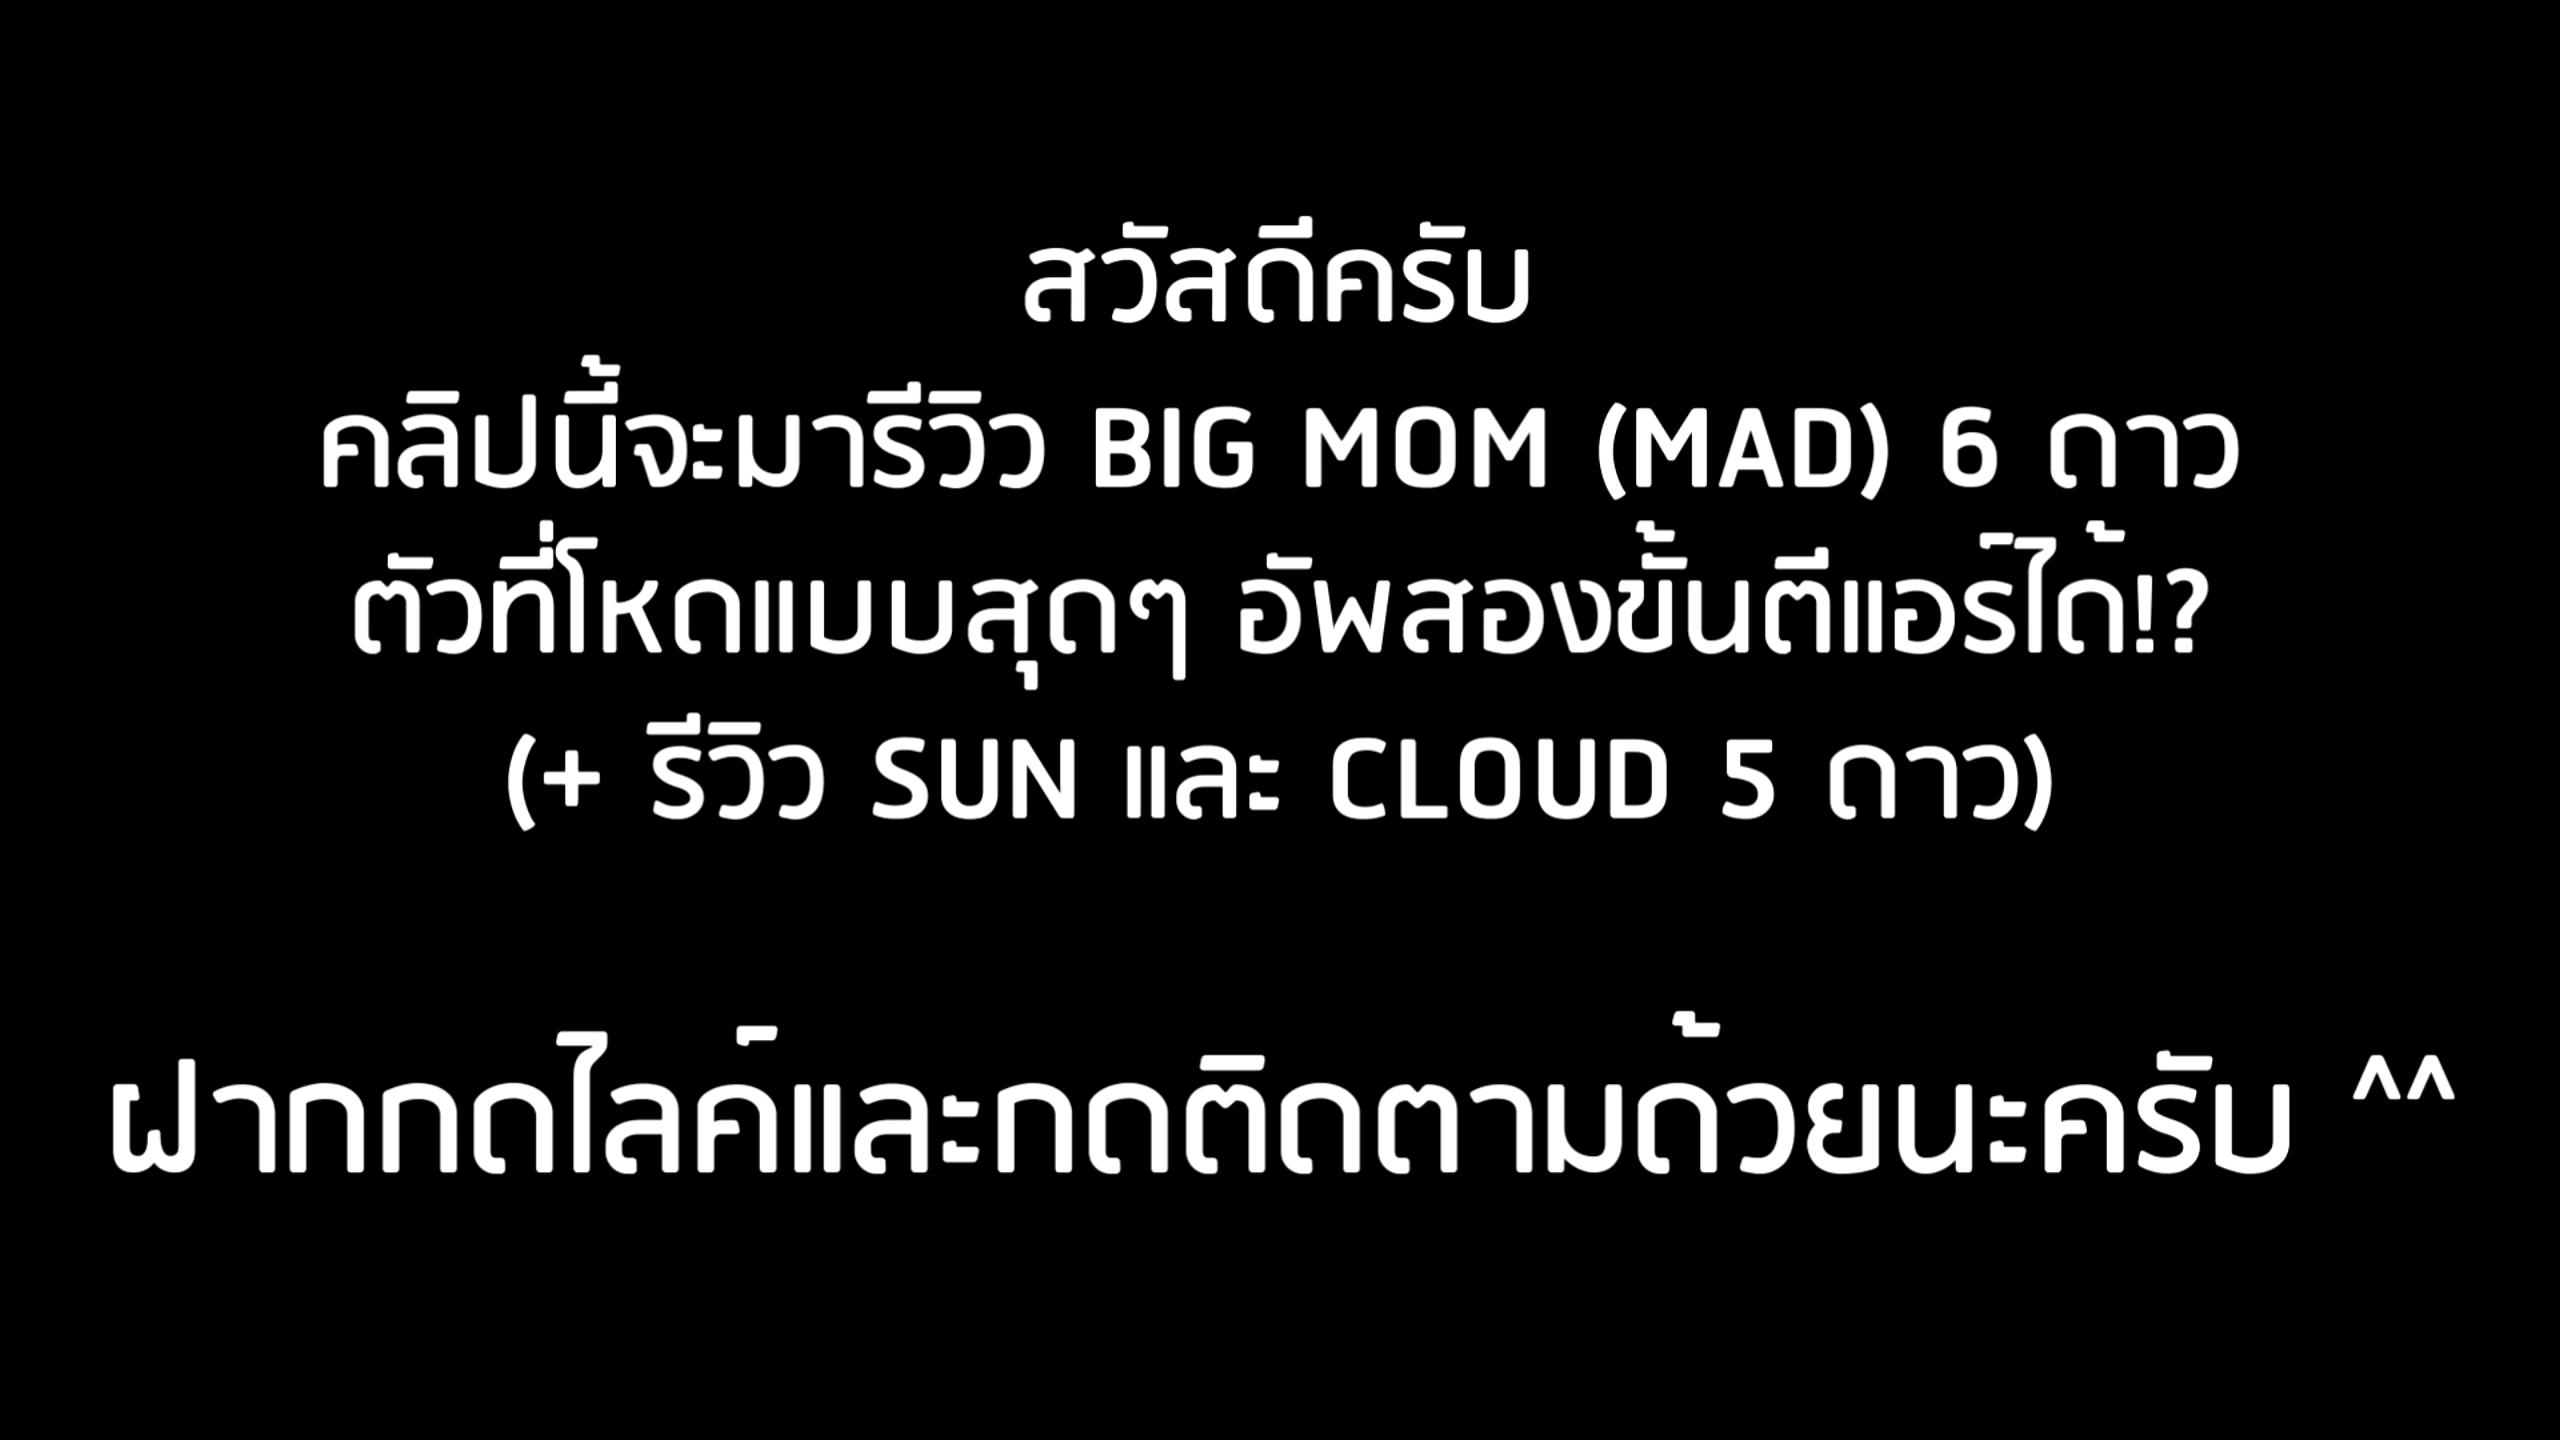 สวัสดีครับ
คลิปนี้จะมารีวิว BIG MOM (MAD) 6 ดาว
ตัวที่โหดแบบสุดๆ อัพสองขั้นตีแอร์ได้!?
(+ รีวิว SUN และ CLOUD 5 ดาว)
ฝากกดไลค์และกดติดตามด้วยนะครับ ^^